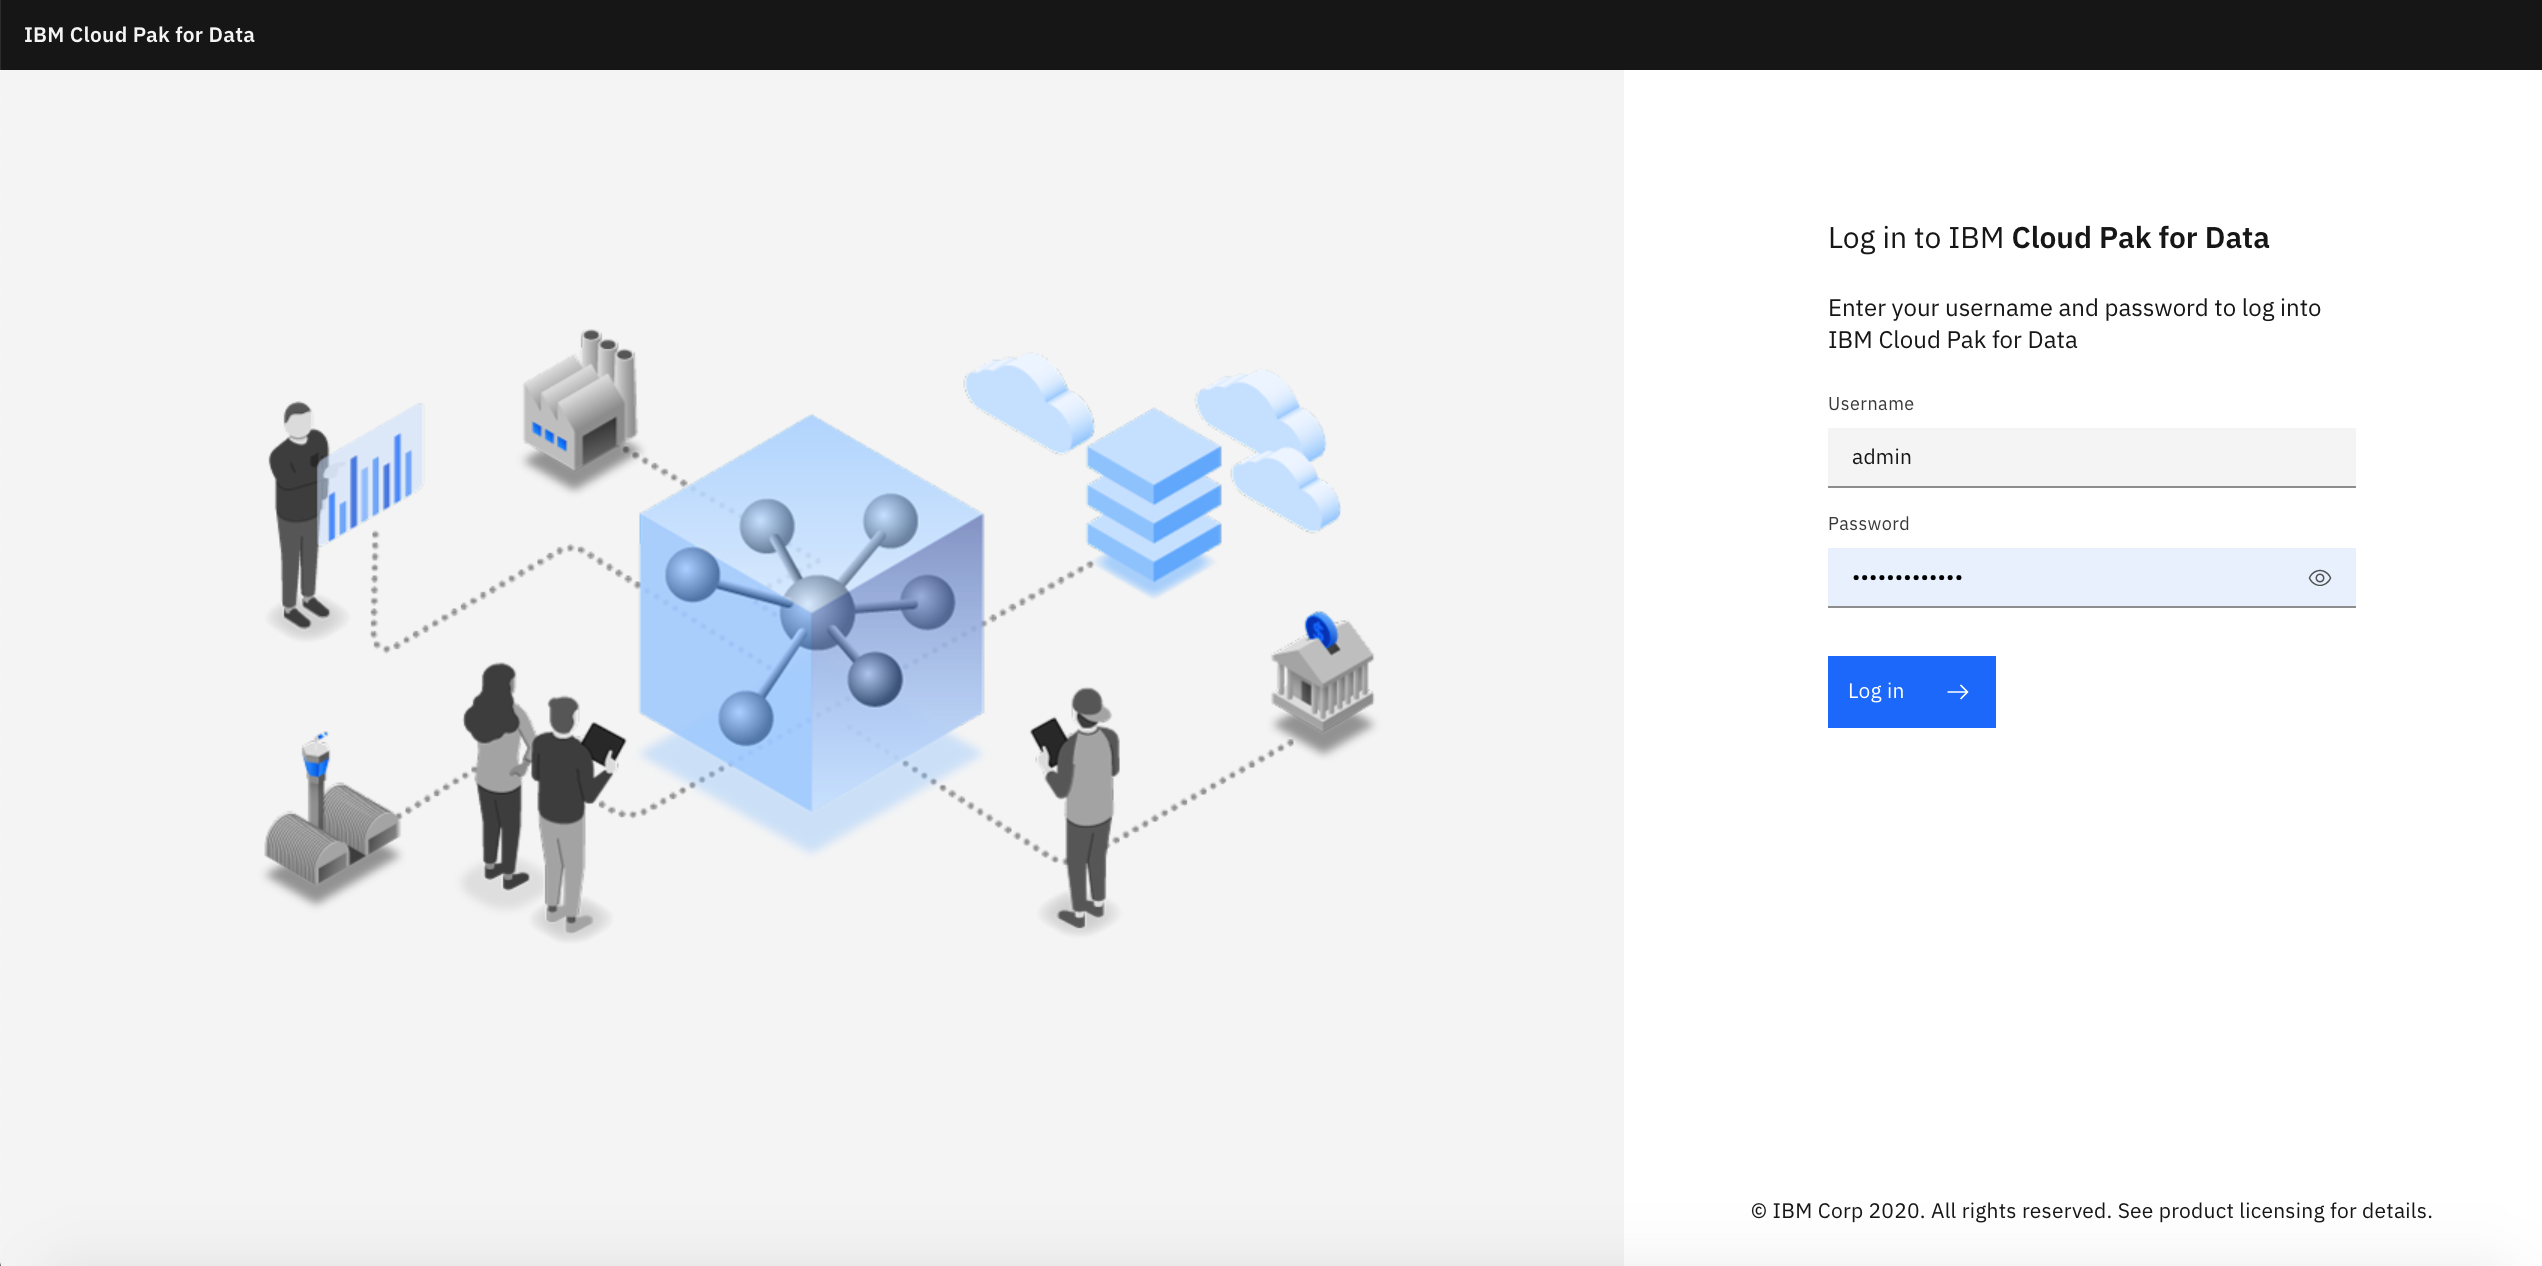 IBM Cloud Pak for Data
Log in to IBM Cloud Pak for Data
Enter your username and password to log into
IBM Cloud Pak for Data
Username
admin
Password
•••••••••••••
Log in
© IBM Corp 2020. All rights reserved. See product licensing for details.